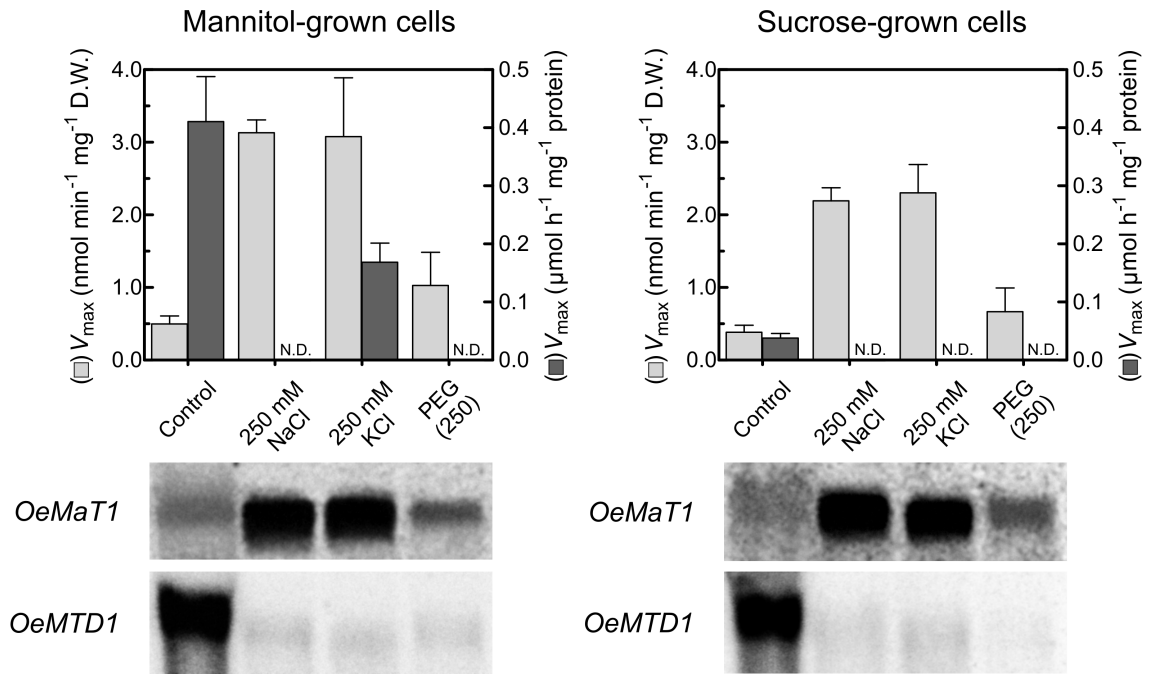 Mannitol-grown cells
Sucrose-grown cells
(□) Vmax (nmol min⁻¹ mg⁻¹ D.W.)
4.0
3.0
2.0
1.0
0.0
N.D.
N.D.
0.5
0.4
0.3
0.2
0.1
0.0
(■) Vmax (µmol h⁻¹ mg⁻¹ protein)
Control
250 mM
NaCl
250 mM
KCl
PEG
(250)
(□) Vmax (nmol min⁻¹ mg⁻¹ D.W.)
4.0
3.0
2.0
1.0
0.0
N.D.
N.D.
N.D.
0.5
0.4
0.3
0.2
0.1
0.0
(■) Vmax (µmol h⁻¹ mg⁻¹ protein)
Control
250 mM
NaCl
250 mM
KCl
PEG
(250)
OeMaT1
OeMaT1
OeMTD1
OeMTD1